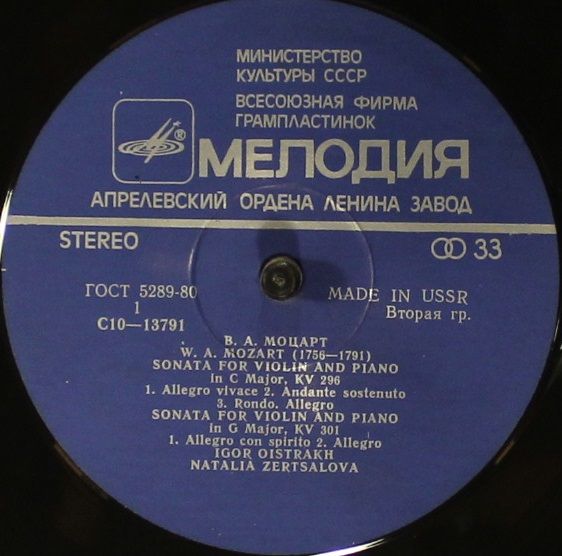 МИНИСТЕРСТВО
КУЛЬТУРЫ СССР
ВСЕСОЮЗНАЯ ФИРМА
ГРАМПЛАСТИНОК
® МЕЛОДИЯ
АПРЕЛЕВСКИЙ ОРДЕНА ЛЕНИНА ЗАВОД
STEREO 33
ГОСТ 5289-80 MADE IN USSR
1 Вторая гр.
С10—13791
В. А. МОЦАРТ
W. A. MOZART (1756—1791)
SONATA FOR VIOLIN AND PIANO
in C Major, KV 296
1. Allegro vivace 2. Andante sostenuto
3. Rondo. Allegro
SONATA FOR VIOLIN AND PIANO
in G Major, KV 301
1. Allegro con spirito 2. Allegro
IGOR OISTRAKH
NATALIA ZERTSALOVA